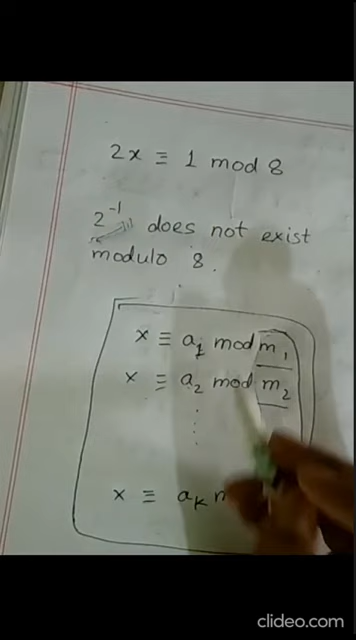 2x ≡ 1 mod 8
2⁻¹ does not exist
modulo 8.
x ≡ a₁ mod m₁
x ≡ a₂ mod m₂
x ≡ aₖ
clideo.com